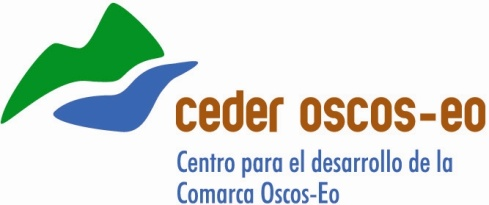 ceder oscos-eo
Centro para el desarrollo de la
Comarca Oscos-Eo